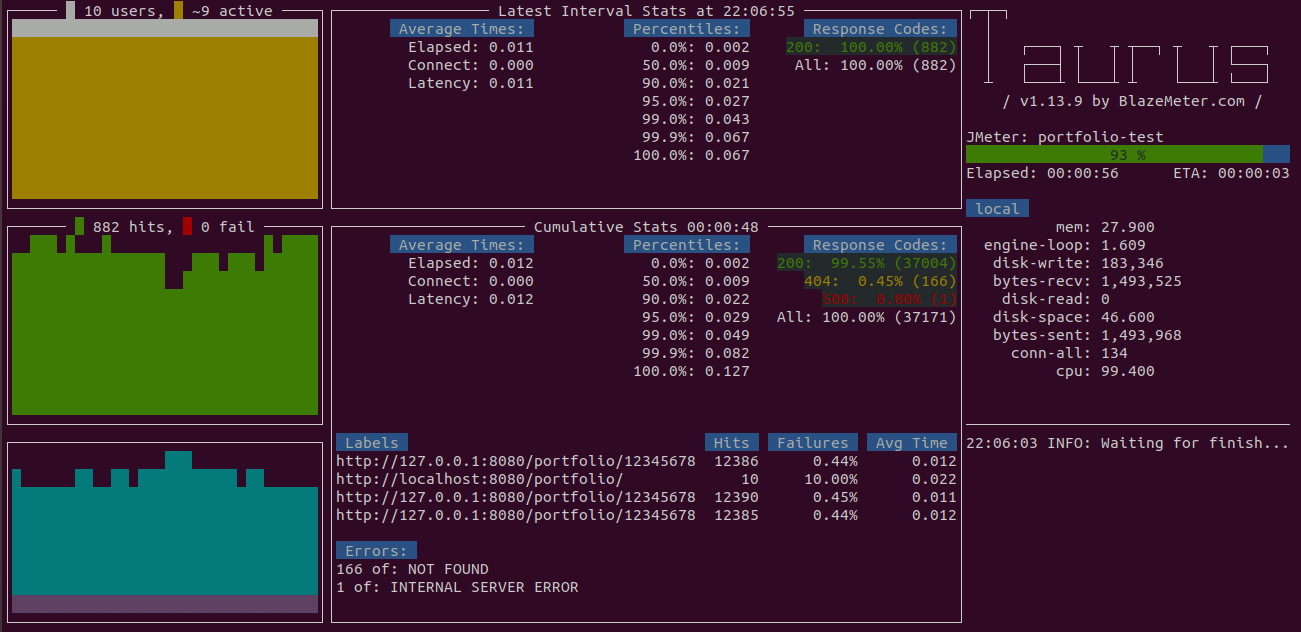 10 users, ~9 active
882 hits, 0 fail
Latest Interval Stats at 22:06:55
Average Times: Percentiles: Response Codes:
Elapsed: 0.011 0.0%: 0.002 200: 100.00% (882)
Connect: 0.000 50.0%: 0.009 All: 100.00% (882)
Latency: 0.011 90.0%: 0.021
95.0%: 0.027
99.0%: 0.043
99.9%: 0.067
100.0%: 0.067
Cumulative Stats 00:00:48
Average Times: Percentiles: Response Codes:
Elapsed: 0.012 0.0%: 0.002 200: 99.55% (37004)
Connect: 0.000 50.0%: 0.009 404: 0.45% (166)
Latency: 0.012 90.0%: 0.022 500: 0.00% (1)
95.0%: 0.029 All: 100.00% (37171)
99.0%: 0.049
99.9%: 0.082
100.0%: 0.127
Labels Hits Failures Avg Time
http://127.0.0.1:8080/portfolio/12345678 12386 0.44% 0.012
http://localhost:8080/portfolio/ 10 10.00% 0.022
http://127.0.0.1:8080/portfolio/12345678 12390 0.45% 0.011
http://127.0.0.1:8080/portfolio/12345678 12385 0.44% 0.012
Errors:
166 of: NOT FOUND
1 of: INTERNAL SERVER ERROR
Taurus
/ v1.13.9 by BlazeMeter.com /
JMeter: portfolio-test
93 %
Elapsed: 00:00:56 ETA: 00:00:03
local
mem: 27.900
engine-loop: 1.609
disk-write: 183,346
bytes-recv: 1,493,525
disk-read: 0
disk-space: 46.600
bytes-sent: 1,493,968
conn-all: 134
cpu: 99.400
22:06:03 INFO: Waiting for finish...